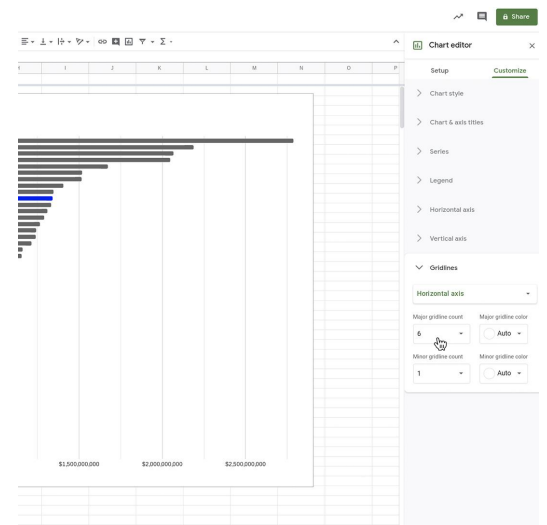 Share
Σ
Chart editor
I J K L M N O P
Setup Customize
Chart style
Chart & axis titles
Series
Legend
Horizontal axis
Vertical axis
Gridlines
Horizontal axis
Major gridline count Major gridline color
6 Auto
Minor gridline count Minor gridline color
1 Auto
$1,500,000,000 $2,000,000,000 $2,500,000,000